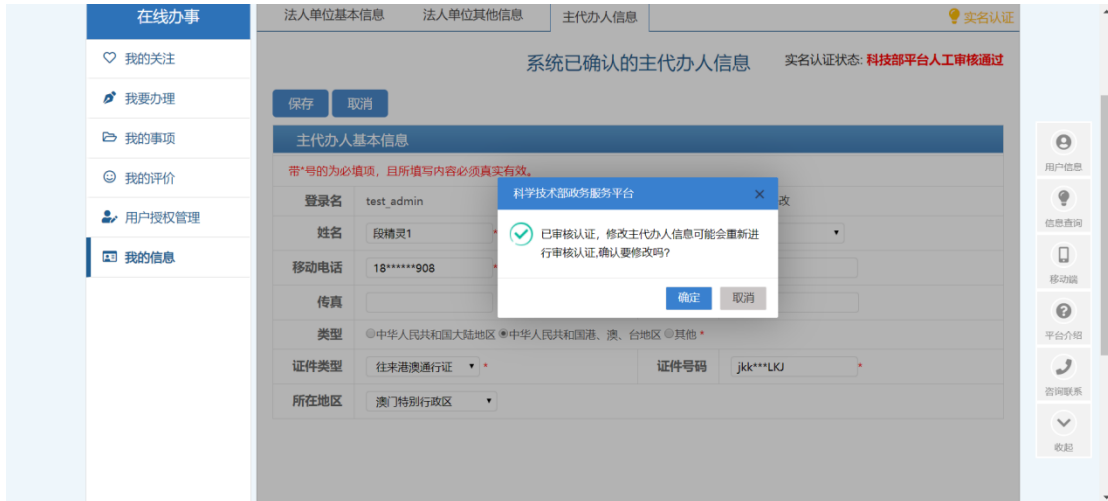 在线办事
法人单位基本信息 法人单位其他信息 主代办人信息 实名认证
我的关注
系统已确认的主代办人信息 实名认证状态: 科技部平台人工审核通过
我要办理
保存 取消
我的事项
主代办人基本信息
用户信息
我的评价
带*号的为必填项，且所填写内容必须真实有效。
科学技术部政务服务平台 ×
登录名 test_admin 改
用户授权管理
信息查询
姓名 段精灵1 *
已审核认证，修改主代办人信息可能会重新进
行审核认证,确认要修改吗?
我的信息
移动电话 18******908 *
移动端
传真
确定 取消
类型 中华人民共和国大陆地区 中华人民共和国港、澳、台地区 其他 *
平台介绍
证件类型 往来港澳通行证 * 证件号码 jkk***LKJ *
咨询联系
所在地区 澳门特别行政区
收起